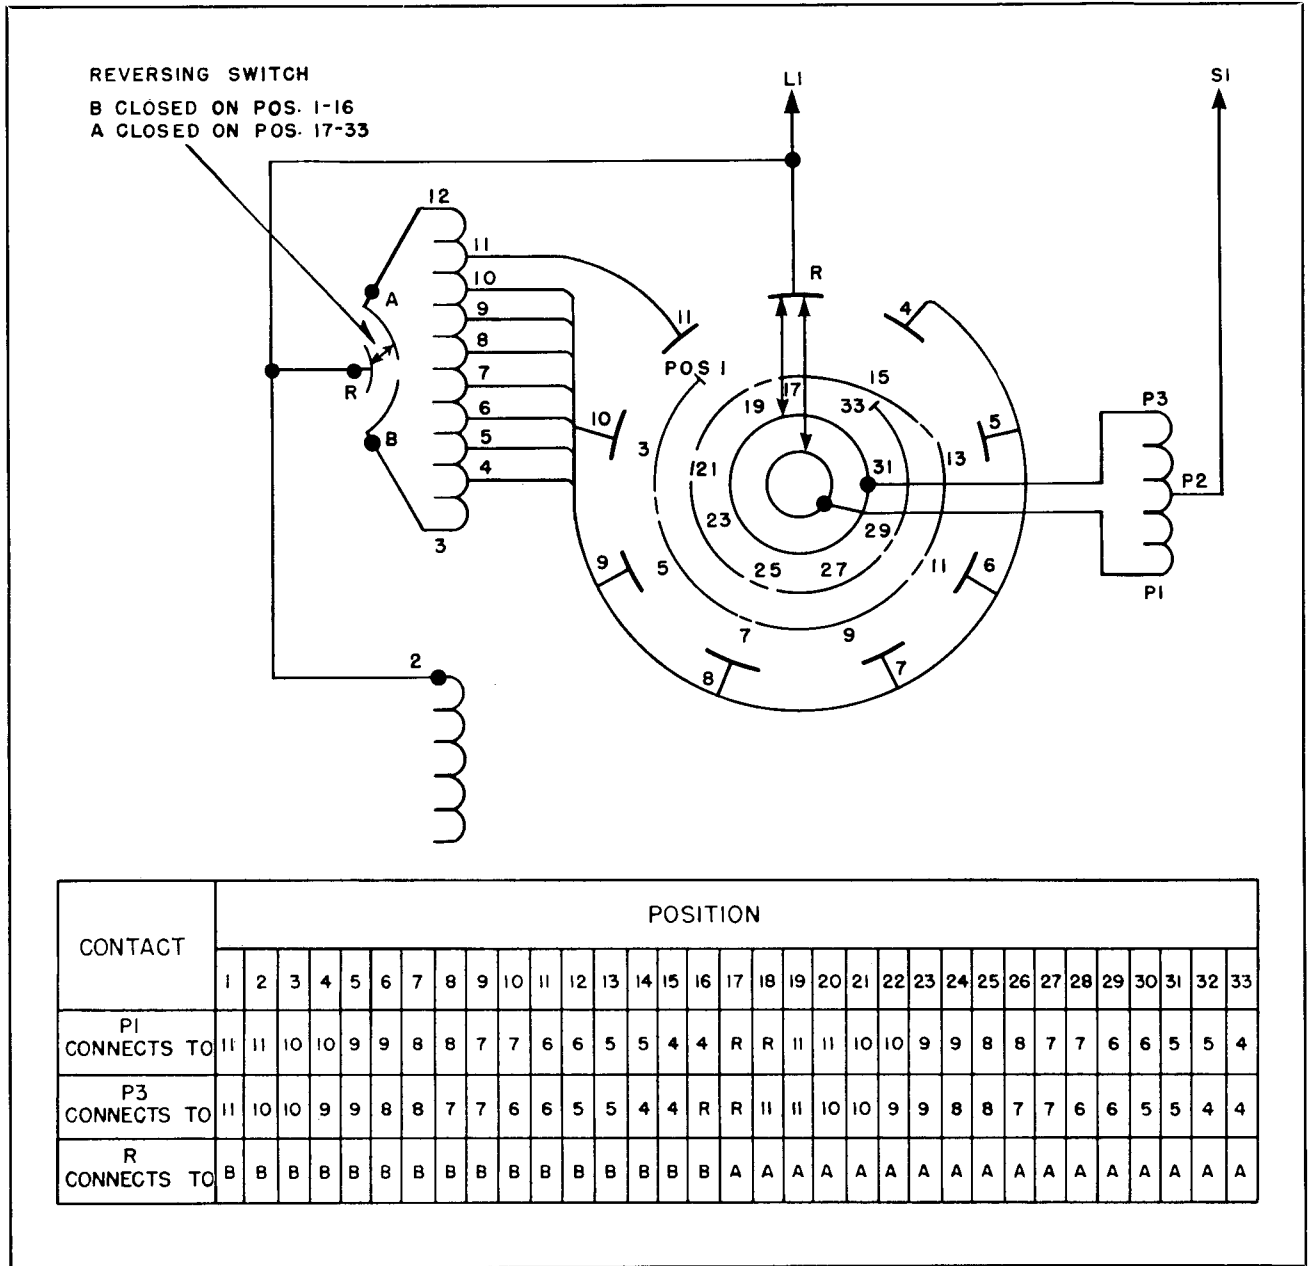 REVERSING SWITCH
B CLOSED ON POS. 1-16
A CLOSED ON POS. 17-33
L1
S1
12
11
10
9
8
7
6
5
4
3
A
R
B
2
R
11
POS 1
10
9
8
7
6
5
4
3
5
7
9
11
13
15
17
19
21
23
25
27
29
31
33
P3
P2
P1
CONTACT
POSITION
1 2 3 4 5 6 7 8 9 10 11 12 13 14 15 16 17 18 19 20 21 22 23 24 25 26 27 28 29 30 31 32 33
P1
CONNECTS TO 11 11 10 10 9 9 8 8 7 7 6 6 5 5 4 4 R R 11 11 10 10 9 9 8 8 7 7 6 6 5 5 4
P3
CONNECTS TO 11 10 10 9 9 8 8 7 7 6 6 5 5 4 4 R R 11 11 10 10 9 9 8 8 7 7 6 6 5 5 4 4
R
CONNECTS TO B B B B B B B B B B B B B B B B A A A A A A A A A A A A A A A A A